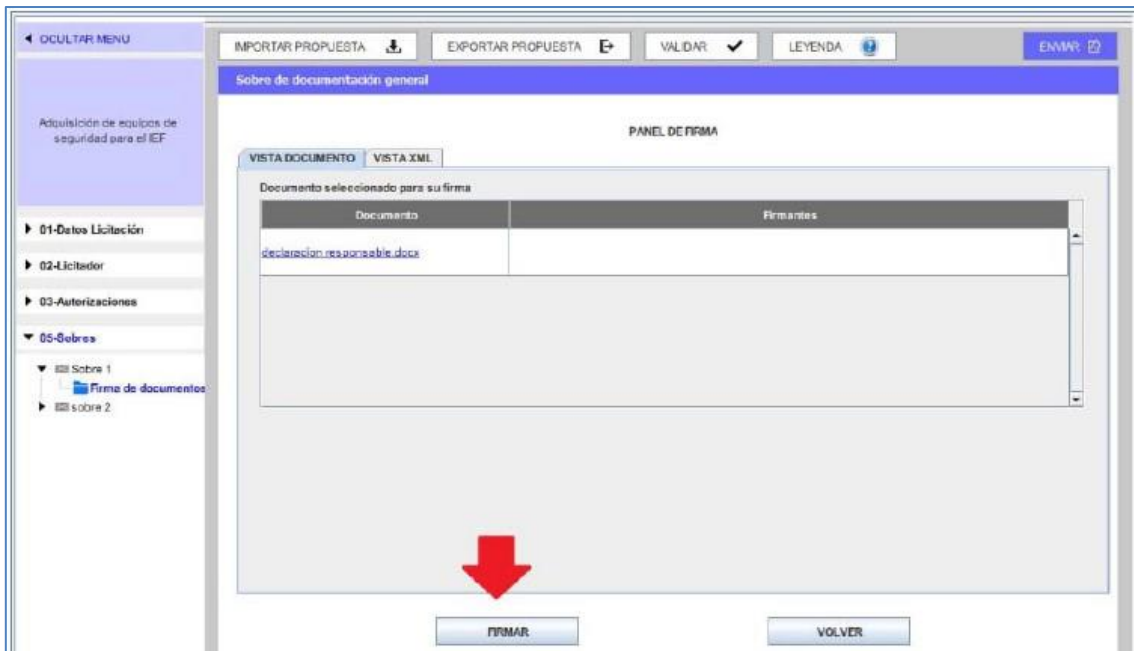 OCULTAR MENU
IMPORTAR PROPUESTA
EXPORTAR PROPUESTA
VALIDAR
LEYENDA
ENVIAR
Sobre de documentación general
Adquisición de equipos de
seguridad para el IEF
PANEL DE FIRMA
VISTA DOCUMENTO
VISTA XML
Documento seleccionado para su firma
Documento
Firmantes
declaracion responsable.docx
01-Datos Licitación
02-Licitador
03-Autorizaciones
05-Sobres
Sobre 1
Firma de documentos
sobre 2
FIRMAR
VOLVER